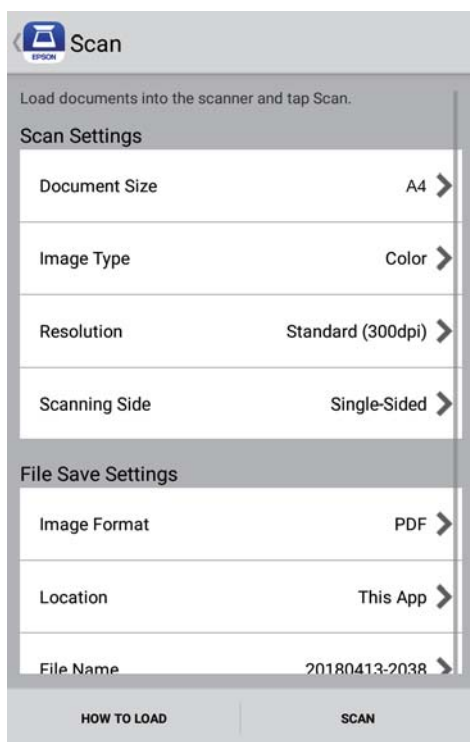 EPSON
Scan
Load documents into the scanner and tap Scan.
Scan Settings
Document Size A4
Image Type Color
Resolution Standard (300dpi)
Scanning Side Single-Sided
File Save Settings
Image Format PDF
Location This App
File Name 20180413-2038
HOW TO LOAD SCAN